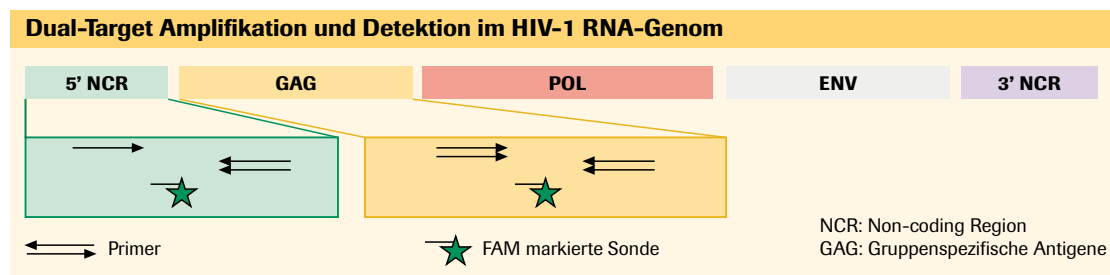 Dual-Target Amplifikation und Detektion im HIV-1 RNA-Genom
5’ NCR GAG POL ENV 3’ NCR
NCR: Non-coding Region
Primer FAM markierte Sonde GAG: Gruppenspezifische Antigene